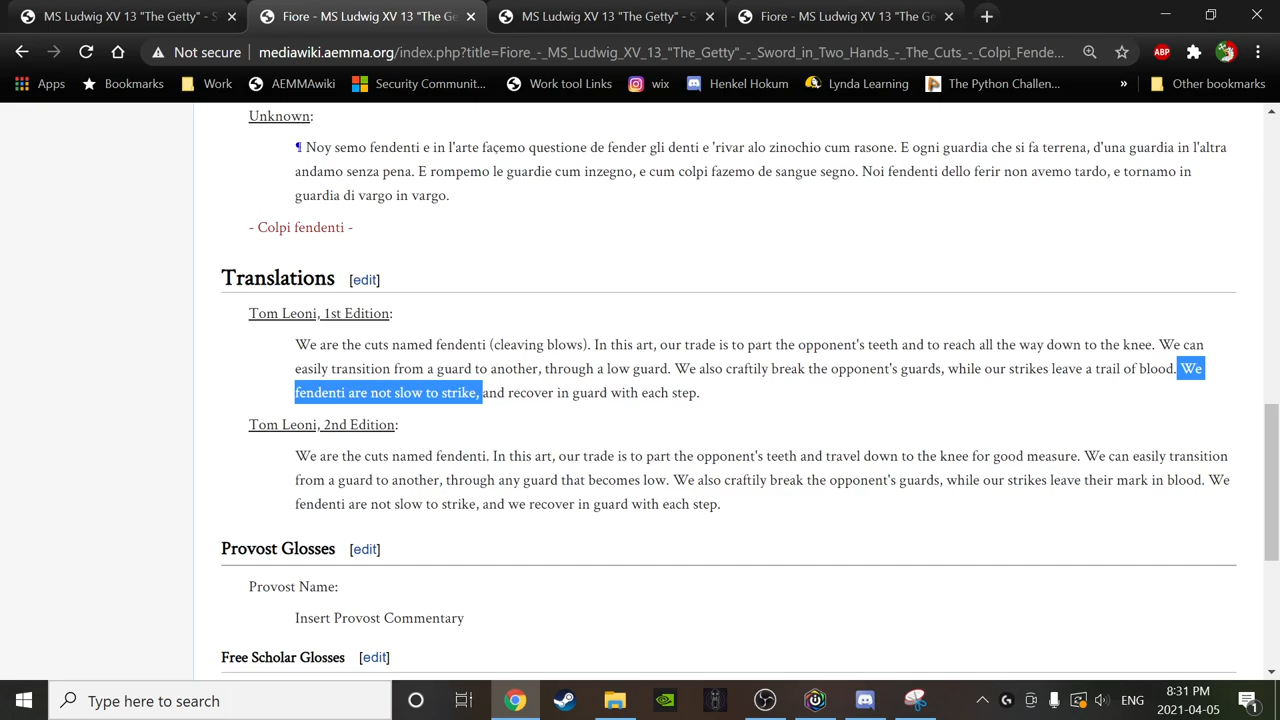 Fiore - MS Ludwig XV 13 "The Getty" - S
Fiore - MS Ludwig XV 13 "The Ge
MS Ludwig XV 13 "The Getty" - S
Fiore - MS Ludwig XV 13 "The Ge
Not secure | mediawiki.aemma.org/index.php?title=Fiore_-_MS_Ludwig_XV_13_"The_Getty"_-_Sword_in_Two_Hands_-_The_Cuts_-_Colpi_Fende...
ABP
Apps Bookmarks Work AEMMAwiki Security Communit... Work tool Links wix Henkel Hokum Lynda Learning The Python Challen... » Other bookmarks
Unknown:
¶ Noy semo fendenti e in l'arte façemo questione de fender gli denti e 'rivar alo zinochio cum rasone. E ogni guardia che si fa terrena, d'una guardia in l'altra
andamo senza pena. E rompemo le guardie cum inzegno, e cum colpi fazemo de sangue segno. Noi fendenti dello ferir non avemo tardo, e tornamo in
guardia di vargo in vargo.
- Colpi fendenti -
Translations [edit]
Tom Leoni, 1st Edition:
We are the cuts named fendenti (cleaving blows). In this art, our trade is to part the opponent's teeth and to reach all the way down to the knee. We can
easily transition from a guard to another, through a low guard. We also craftily break the opponent's guards, while our strikes leave a trail of blood. We
fendenti are not slow to strike, and recover in guard with each step.
Tom Leoni, 2nd Edition:
We are the cuts named fendenti. In this art, our trade is to part the opponent's teeth and travel down to the knee for good measure. We can easily transition
from a guard to another, through any guard that becomes low. We also craftily break the opponent's guards, while our strikes leave their mark in blood. We
fendenti are not slow to strike, and we recover in guard with each step.
Provost Glosses [edit]
Provost Name:
Insert Provost Commentary
Free Scholar Glosses [edit]
Type here to search
ENG
8:31 PM
2021-04-05
1